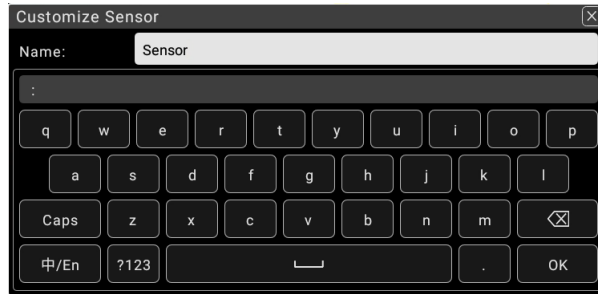 Customize Sensor
Name: Sensor
:
q w e r t y u i o p
a s d f g h j k l
Caps z x c v b n m
中/En ?123 . OK